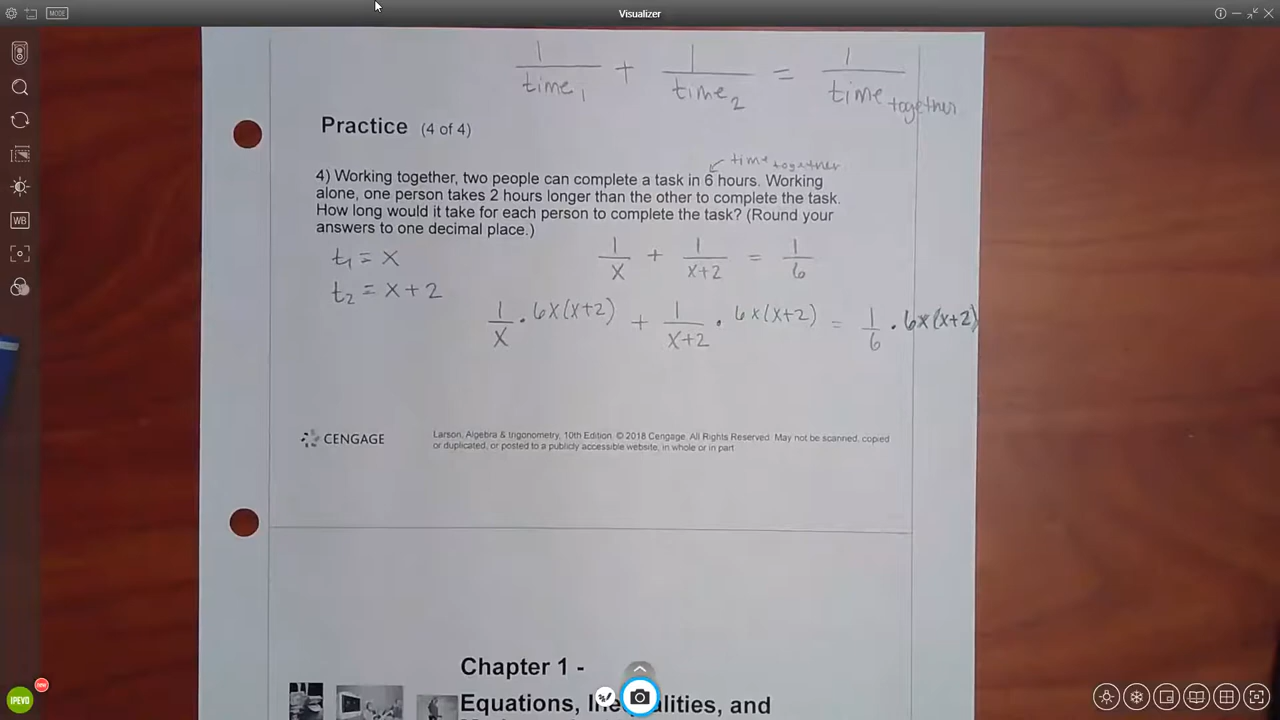 MODE
Visualizer
1/time₁ + 1/time₂ = 1/time together
Practice (4 of 4)
↙ time together
4) Working together, two people can complete a task in 6 hours. Working
alone, one person takes 2 hours longer than the other to complete the task.
How long would it take for each person to complete the task? (Round your
answers to one decimal place.)
t₁ = x
1/x + 1/(x+2) = 1/6
t₂ = x + 2
1/x · 6x(x+2) + 1/(x+2) · 6x(x+2) = 1/6 · 6x(x+2)
CENGAGE
Larson, Algebra & trigonometry, 10th Edition. © 2018 Cengage. All Rights Reserved. May not be scanned, copied
or duplicated, or posted to a publicly accessible website, in whole or in part.
Chapter 1 -
Equations, Inequalities, and
WB
IPEVO
new